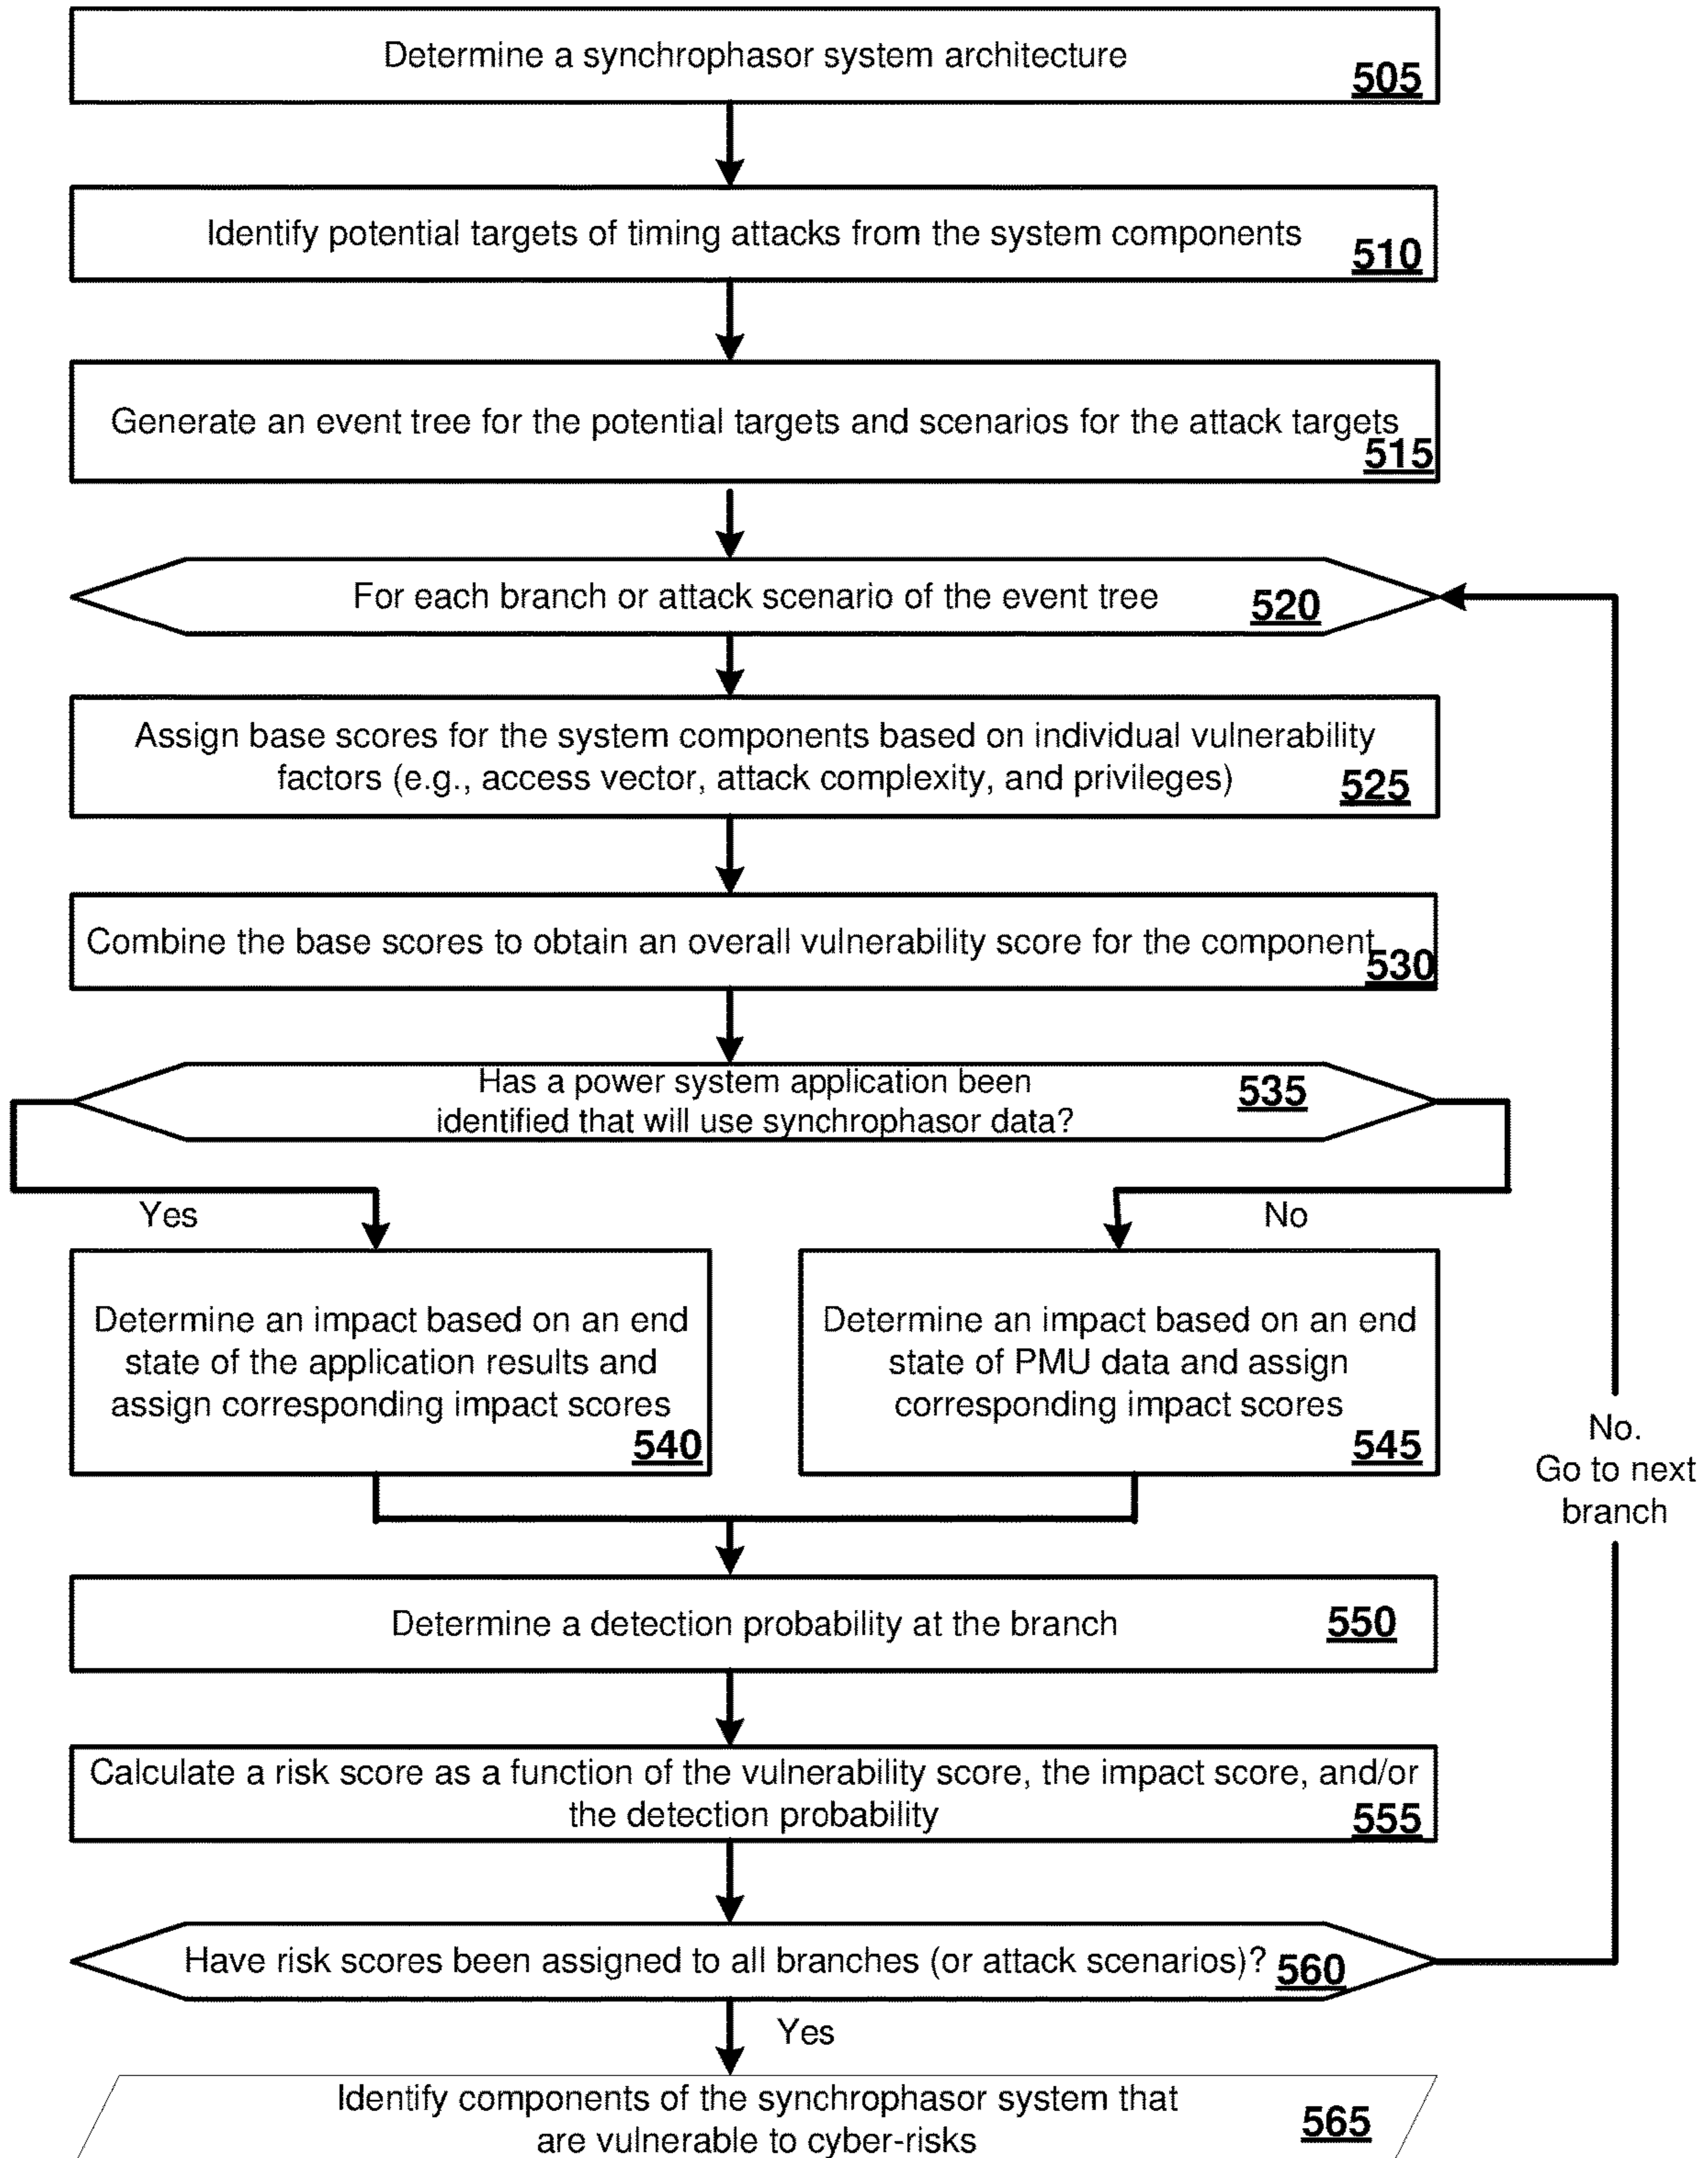 Determine a synchrophasor system architecture
505
Identify potential targets of timing attacks from the system components
510
Generate an event tree for the potential targets and scenarios for the attack targets
515
For each branch or attack scenario of the event tree
520
Assign base scores for the system components based on individual vulnerability
factors (e.g., access vector, attack complexity, and privileges)
525
Combine the base scores to obtain an overall vulnerability score for the component
530
Has a power system application been
identified that will use synchrophasor data?
535
Yes
No
Determine an impact based on an end
state of the application results and
assign corresponding impact scores
540
Determine an impact based on an end
state of PMU data and assign
corresponding impact scores
545
No.
Go to next
branch
Determine a detection probability at the branch
550
Calculate a risk score as a function of the vulnerability score, the impact score, and/or
the detection probability
555
Have risk scores been assigned to all branches (or attack scenarios)?
560
Yes
Identify components of the synchrophasor system that
are vulnerable to cyber-risks
565